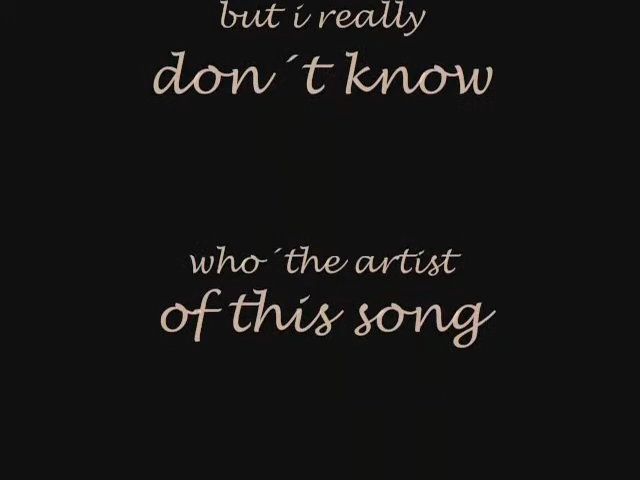 but i really
don´t know
who´the artist
of this song